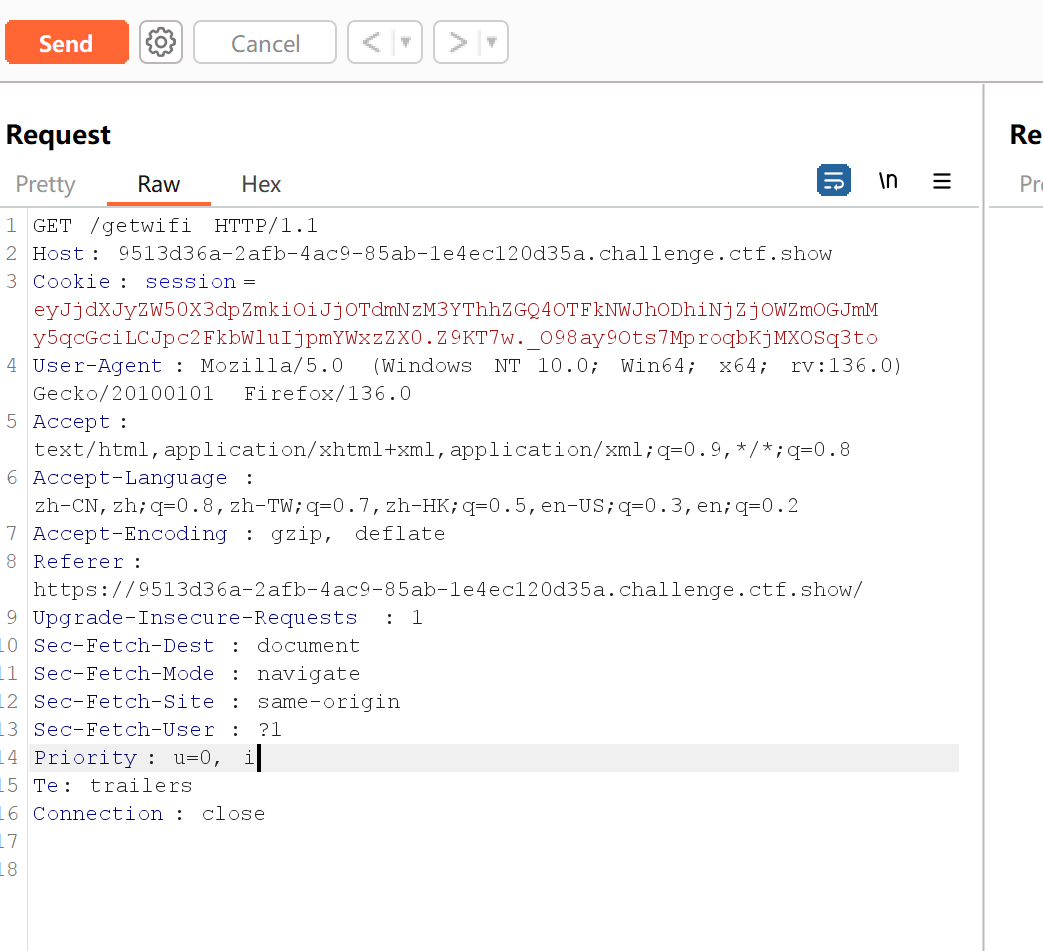 Send Cancel < ▼ > ▼
Request Re
Pretty Raw Hex \n Pr
1 GET /getwifi HTTP/1.1
2 Host: 9513d36a-2afb-4ac9-85ab-1e4ec120d35a.challenge.ctf.show
3 Cookie: session=
eyJjdXJyZW50X3dpZmkiOiJjOTdmNzM3YThhZGQ4OTFkNWJhODhiNjZjOWZmOGJmM
y5qcGciLCJpc2FkbWluIjpmYWxzZX0.Z9KT7w._O98ay9Ots7MproqbKjMXOSq3to
4 User-Agent: Mozilla/5.0 (Windows NT 10.0; Win64; x64; rv:136.0)
Gecko/20100101 Firefox/136.0
5 Accept:
text/html,application/xhtml+xml,application/xml;q=0.9,*/*;q=0.8
6 Accept-Language:
zh-CN,zh;q=0.8,zh-TW;q=0.7,zh-HK;q=0.5,en-US;q=0.3,en;q=0.2
7 Accept-Encoding: gzip, deflate
8 Referer:
https://9513d36a-2afb-4ac9-85ab-1e4ec120d35a.challenge.ctf.show/
9 Upgrade-Insecure-Requests: 1
10 Sec-Fetch-Dest: document
11 Sec-Fetch-Mode: navigate
12 Sec-Fetch-Site: same-origin
13 Sec-Fetch-User: ?1
14 Priority: u=0, i
15 Te: trailers
16 Connection: close
17
18